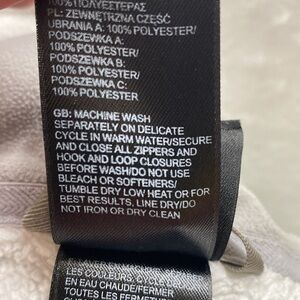 100% ΠΟΛΥΕΣΤΕΡΑΣ
PL: ZEWNĘTRZNA CZĘŚĆ
UBRANIA A: 100% POLYESTER/
PODSZEWKA A:
100% POLYESTER/
PODSZEWKA B:
100% POLYESTER/
PODSZEWKA C:
100% POLYESTER
GB: MACHINE WASH
SEPARATELY ON DELICATE
CYCLE IN WARM WATER/SECURE
AND CLOSE ALL ZIPPERS AND
HOOK AND LOOP CLOSURES
BEFORE WASH/DO NOT USE
BLEACH OR SOFTENERS/
TUMBLE DRY LOW HEAT OR FOR
BEST RESULTS, LINE DRY/DO
NOT IRON OR DRY CLEAN
LES COULEURS, CYCLE
EN EAU CHAUDE/FERMER
TOUTES LES FERMETURES